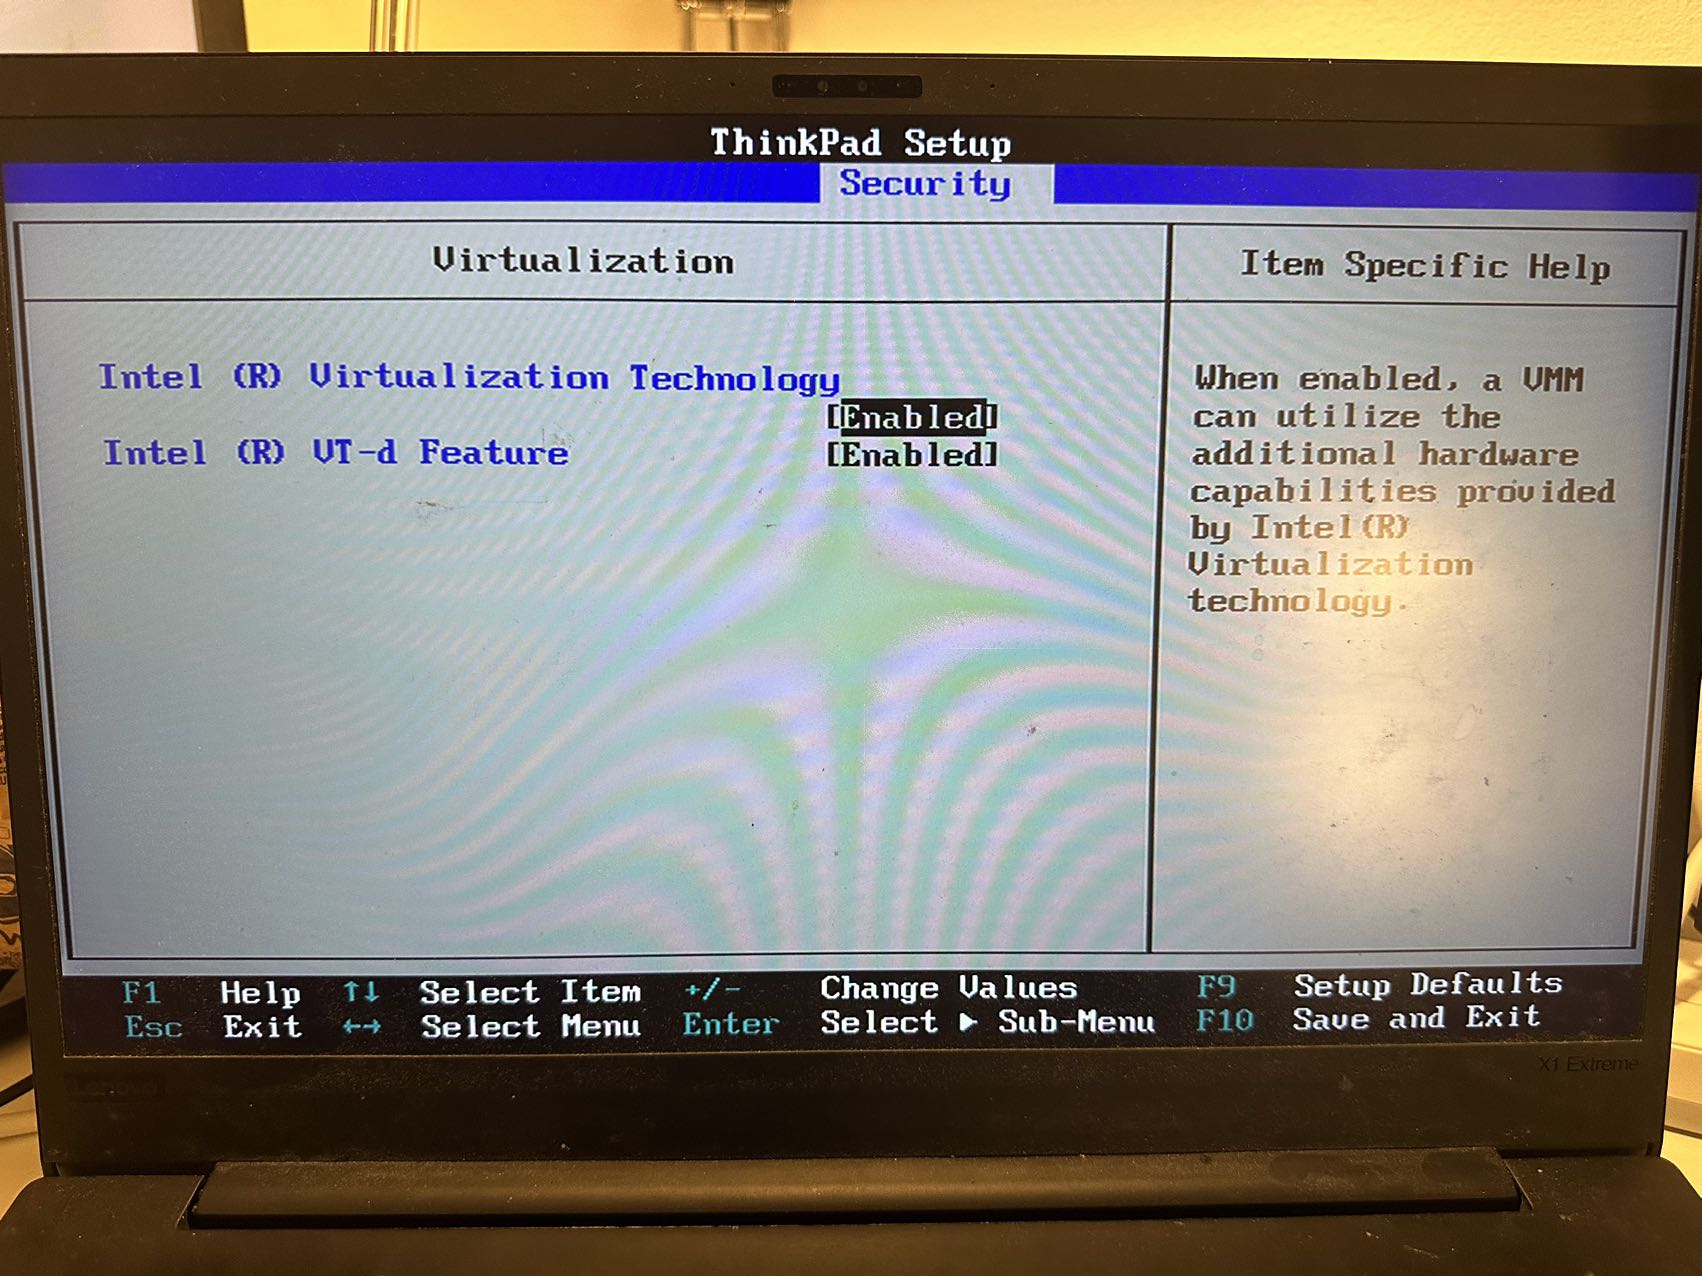 ThinkPad Setup
Security
Virtualization
Intel (R) Virtualization Technology
[Enabled]
Intel (R) VT-d Feature [Enabled]
Item Specific Help
When enabled, a VMM
can utilize the
additional hardware
capabilities provided
by Intel(R)
Virtualization
technology.
F1 Help ↑↓ Select Item +/- Change Values F9 Setup Defaults
Esc Exit ←→ Select Menu Enter Select ▶ Sub-Menu F10 Save and Exit
X1 Extreme
Lenovo